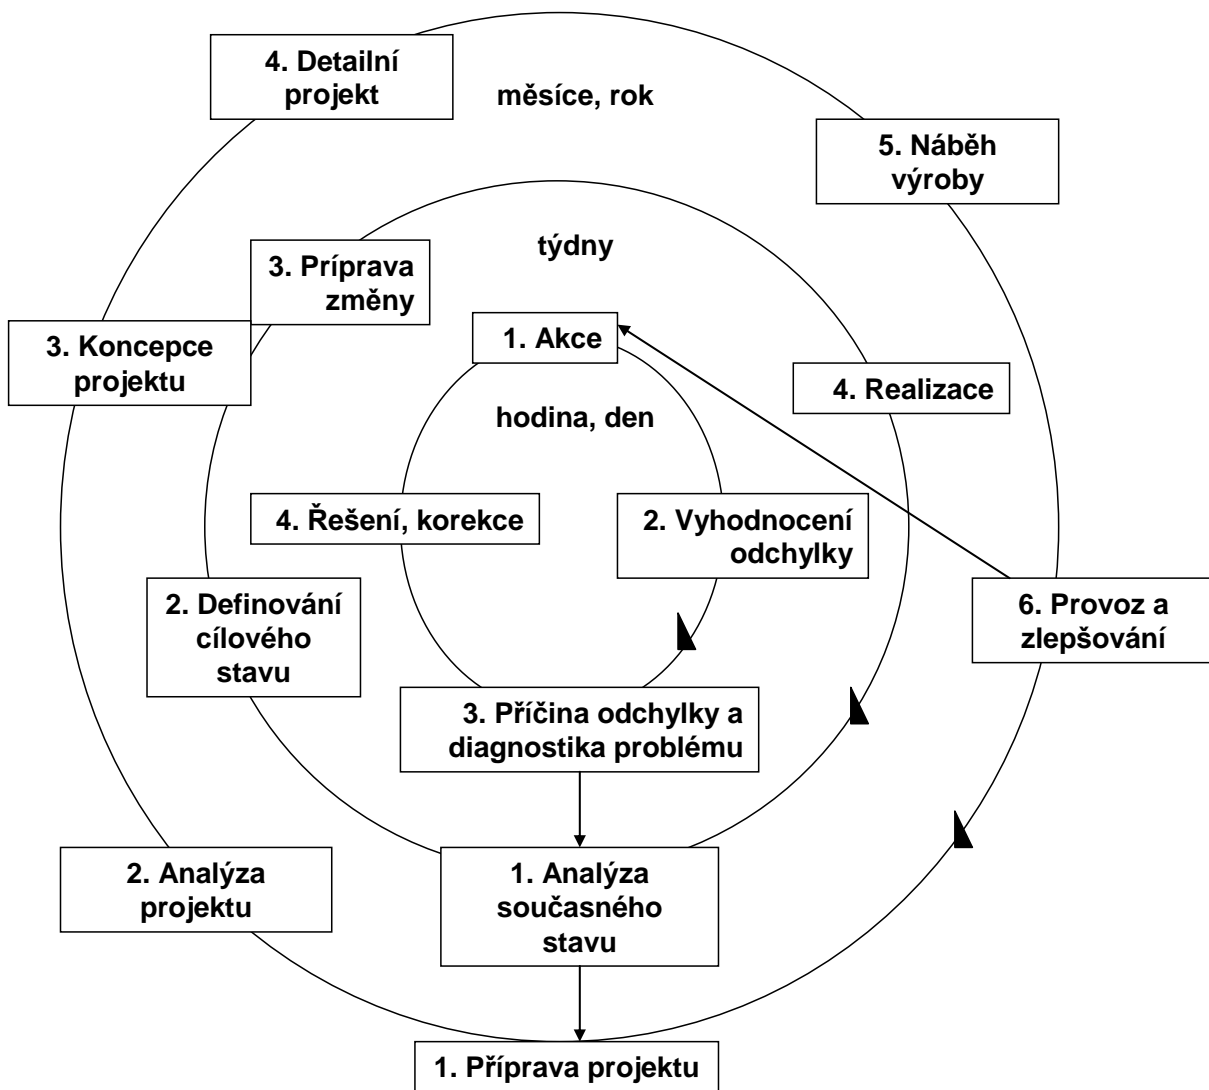 4. Detailní
projekt
měsíce, rok
5. Náběh
výroby
týdny
3. Príprava
změny
3. Koncepce
projektu
1. Akce
4. Realizace
hodina, den
4. Řešení, korekce
2. Vyhodnocení
odchylky
2. Definování
cílového
stavu
6. Provoz a
zlepšování
3. Příčina odchylky a
diagnostika problému
2. Analýza
projektu
1. Analýza
současného
stavu
1. Příprava projektu